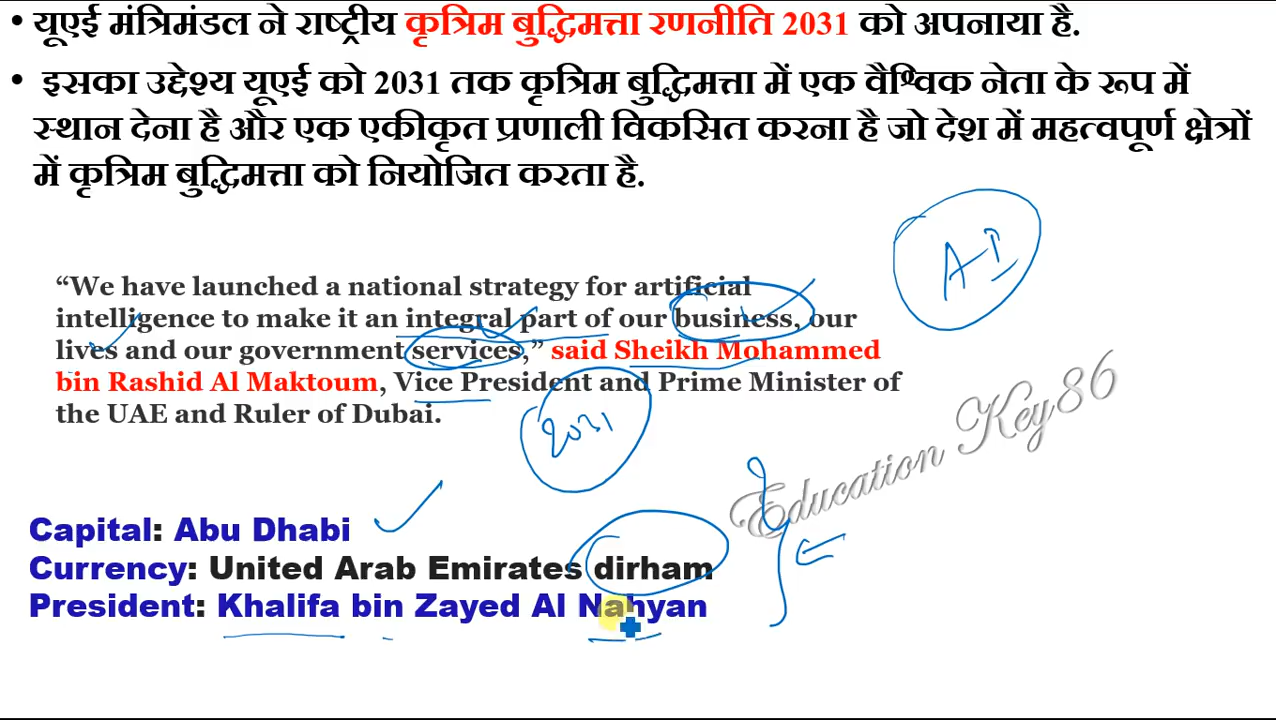 • यूएई मंत्रिमंडल ने राष्ट्रीय कृत्रिम बुद्धिमत्ता रणनीति 2031 को अपनाया है.
• इसका उद्देश्य यूएई को 2031 तक कृत्रिम बुद्धिमत्ता में एक वैश्विक नेता के रूप में
स्थान देना है और एक एकीकृत प्रणाली विकसित करना है जो देश में महत्वपूर्ण क्षेत्रों
में कृत्रिम बुद्धिमत्ता को नियोजित करता है.
AI
“We have launched a national strategy for artificial
intelligence to make it an integral part of our business, our
lives and our government services,” said Sheikh Mohammed
bin Rashid Al Maktoum, Vice President and Prime Minister of
the UAE and Ruler of Dubai.
2031
Education Key86
Capital: Abu Dhabi
Currency: United Arab Emirates dirham
President: Khalifa bin Zayed Al Nahyan